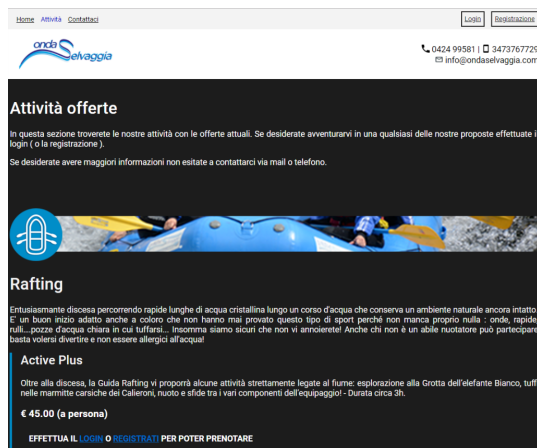 Home Attività Contattaci
Login Registrazione
onda Selvaggia
0424 99581 | 3473767729
info@ondaselvaggia.com
Attività offerte
In questa sezione troverete le nostre attività con le offerte attuali. Se desiderate avventurarvi in una qualsiasi delle nostre proposte effettuate i
login ( o la registrazione ).
Se desiderate avere maggiori informazioni non esitate a contattarci via mail o telefono.
Rafting
Entusiasmante discesa percorrendo rapide lunghe di acqua cristallina lungo un corso d'acqua che conserva un ambiente naturale ancora intatto.
E' un buon inizio adatto anche a coloro che non hanno mai provato questo tipo di sport perché non manca proprio nulla : onde, rapide,
rulli...pozze d'acqua chiara in cui tuffarsi... Insomma siamo sicuri che non vi annoierete! Anche chi non è un abile nuotatore può partecipare
basta volersi divertire e non essere allergici all'acqua!
Active Plus
Oltre alla discesa, la Guida Rafting vi proporrà alcune attività strettamente legate al fiume: esplorazione alla Grotta dell'elefante Bianco, tuff
nelle marmitte carsiche dei Calieroni, nuoto e sfide tra i vari componenti dell'equipaggio! - Durata circa 3h.
€ 45.00 (a persona)
EFFETTUA IL LOGIN O REGISTRATI PER POTER PRENOTARE